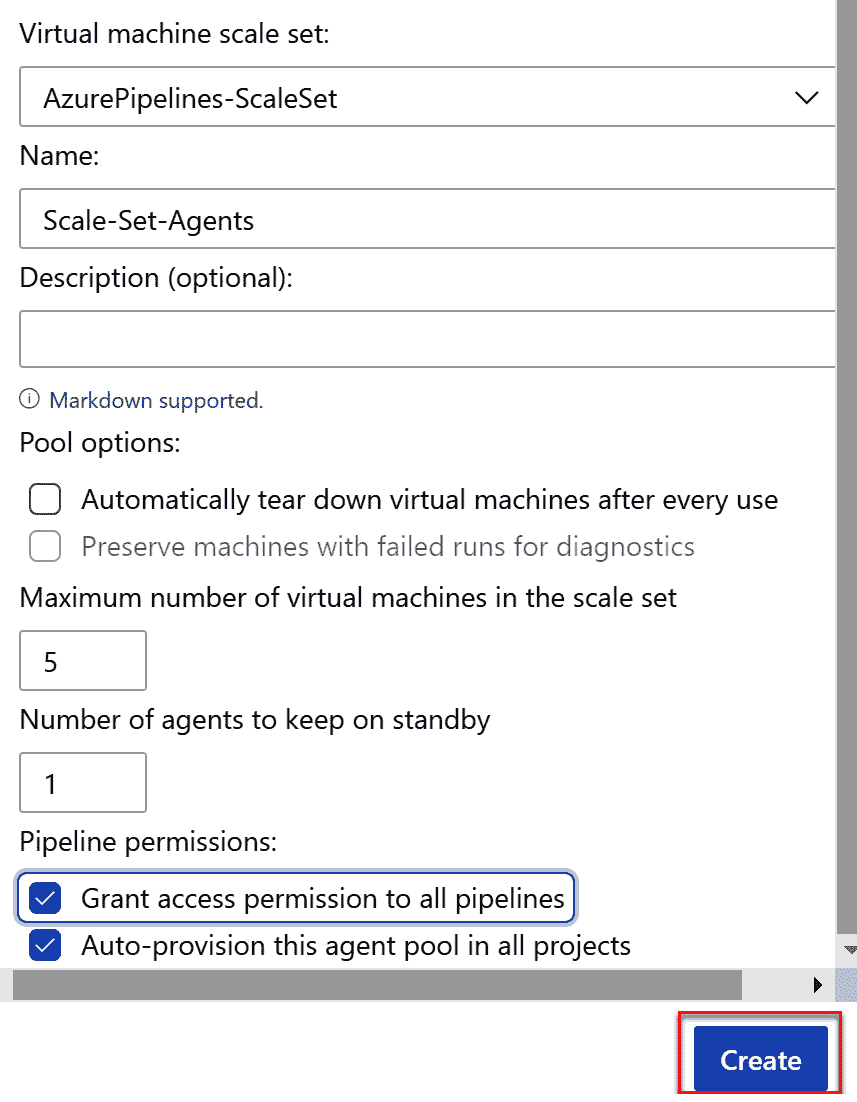 Virtual machine scale set:
AzurePipelines-ScaleSet
Name:
Scale-Set-Agents
Description (optional):
Markdown supported.
Pool options:
Automatically tear down virtual machines after every use
Preserve machines with failed runs for diagnostics
Maximum number of virtual machines in the scale set
5
Number of agents to keep on standby
1
Pipeline permissions:
Grant access permission to all pipelines
Auto-provision this agent pool in all projects
Create